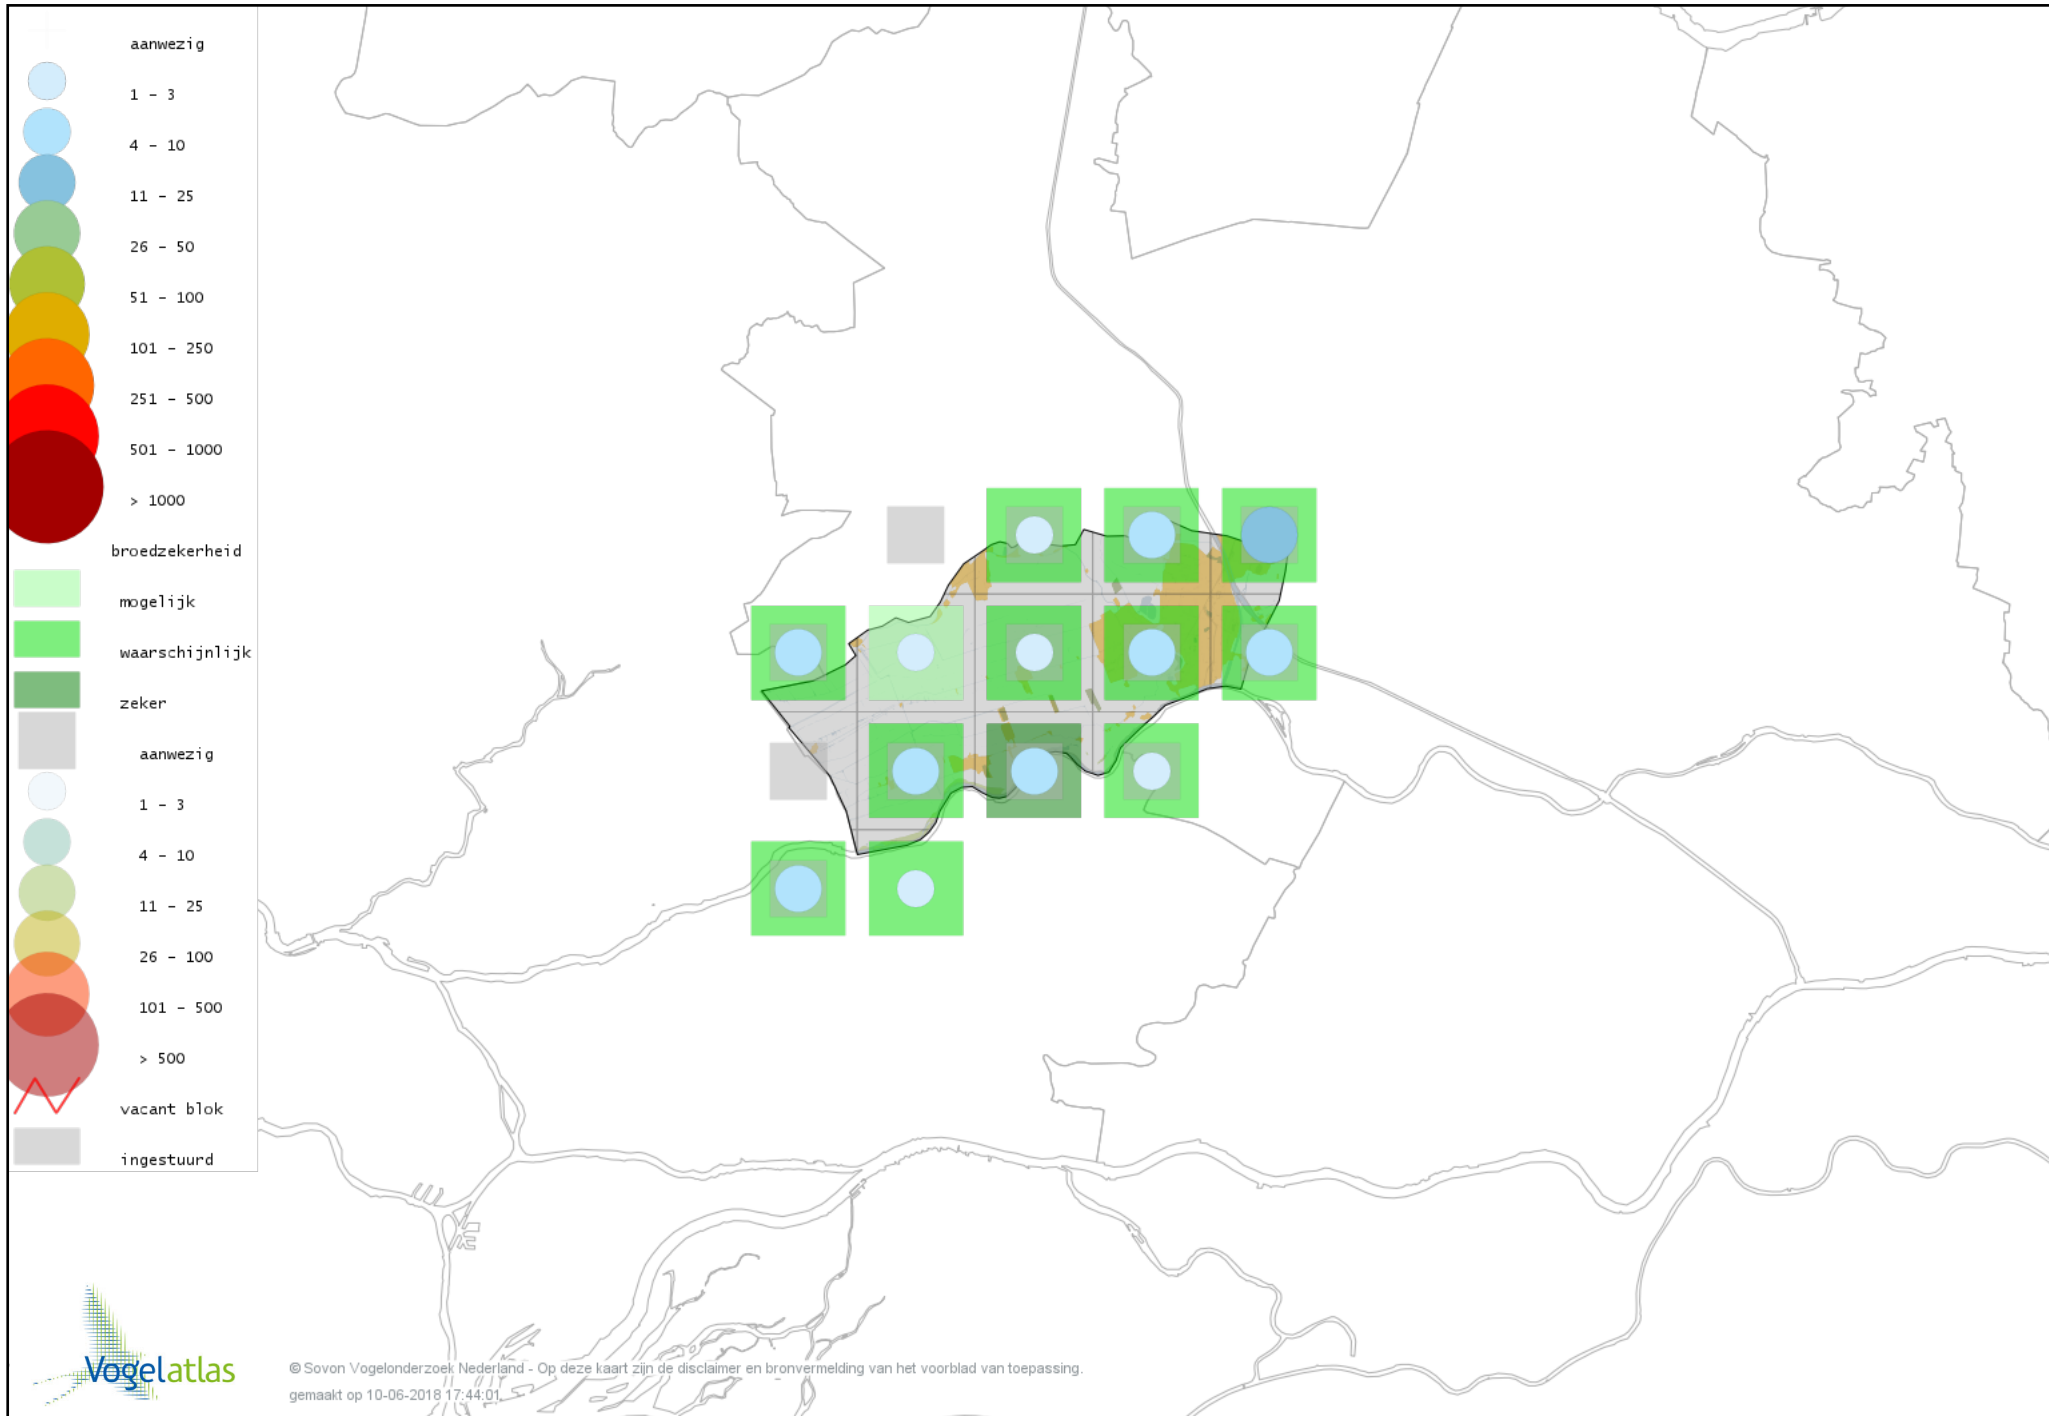 aanwezig
1 - 3
4 - 10
11 - 25
26 - 50
51 - 100
101 - 250
251 - 500
501 - 1000
> 1000
broedzekerheid
mogelijk
waarschijnlijk
zeker
aanwezig
1 - 3
4 - 10
11 - 25
26 - 100
101 - 500
> 500
vacant blok
ingestuurd
Vogelatlas
© Sovon Vogelonderzoek Nederland - Op deze kaart zijn de disclaimer en bronvermelding van het voorblad van toepassing.
gemaakt op 10-06-2018 17:44:01